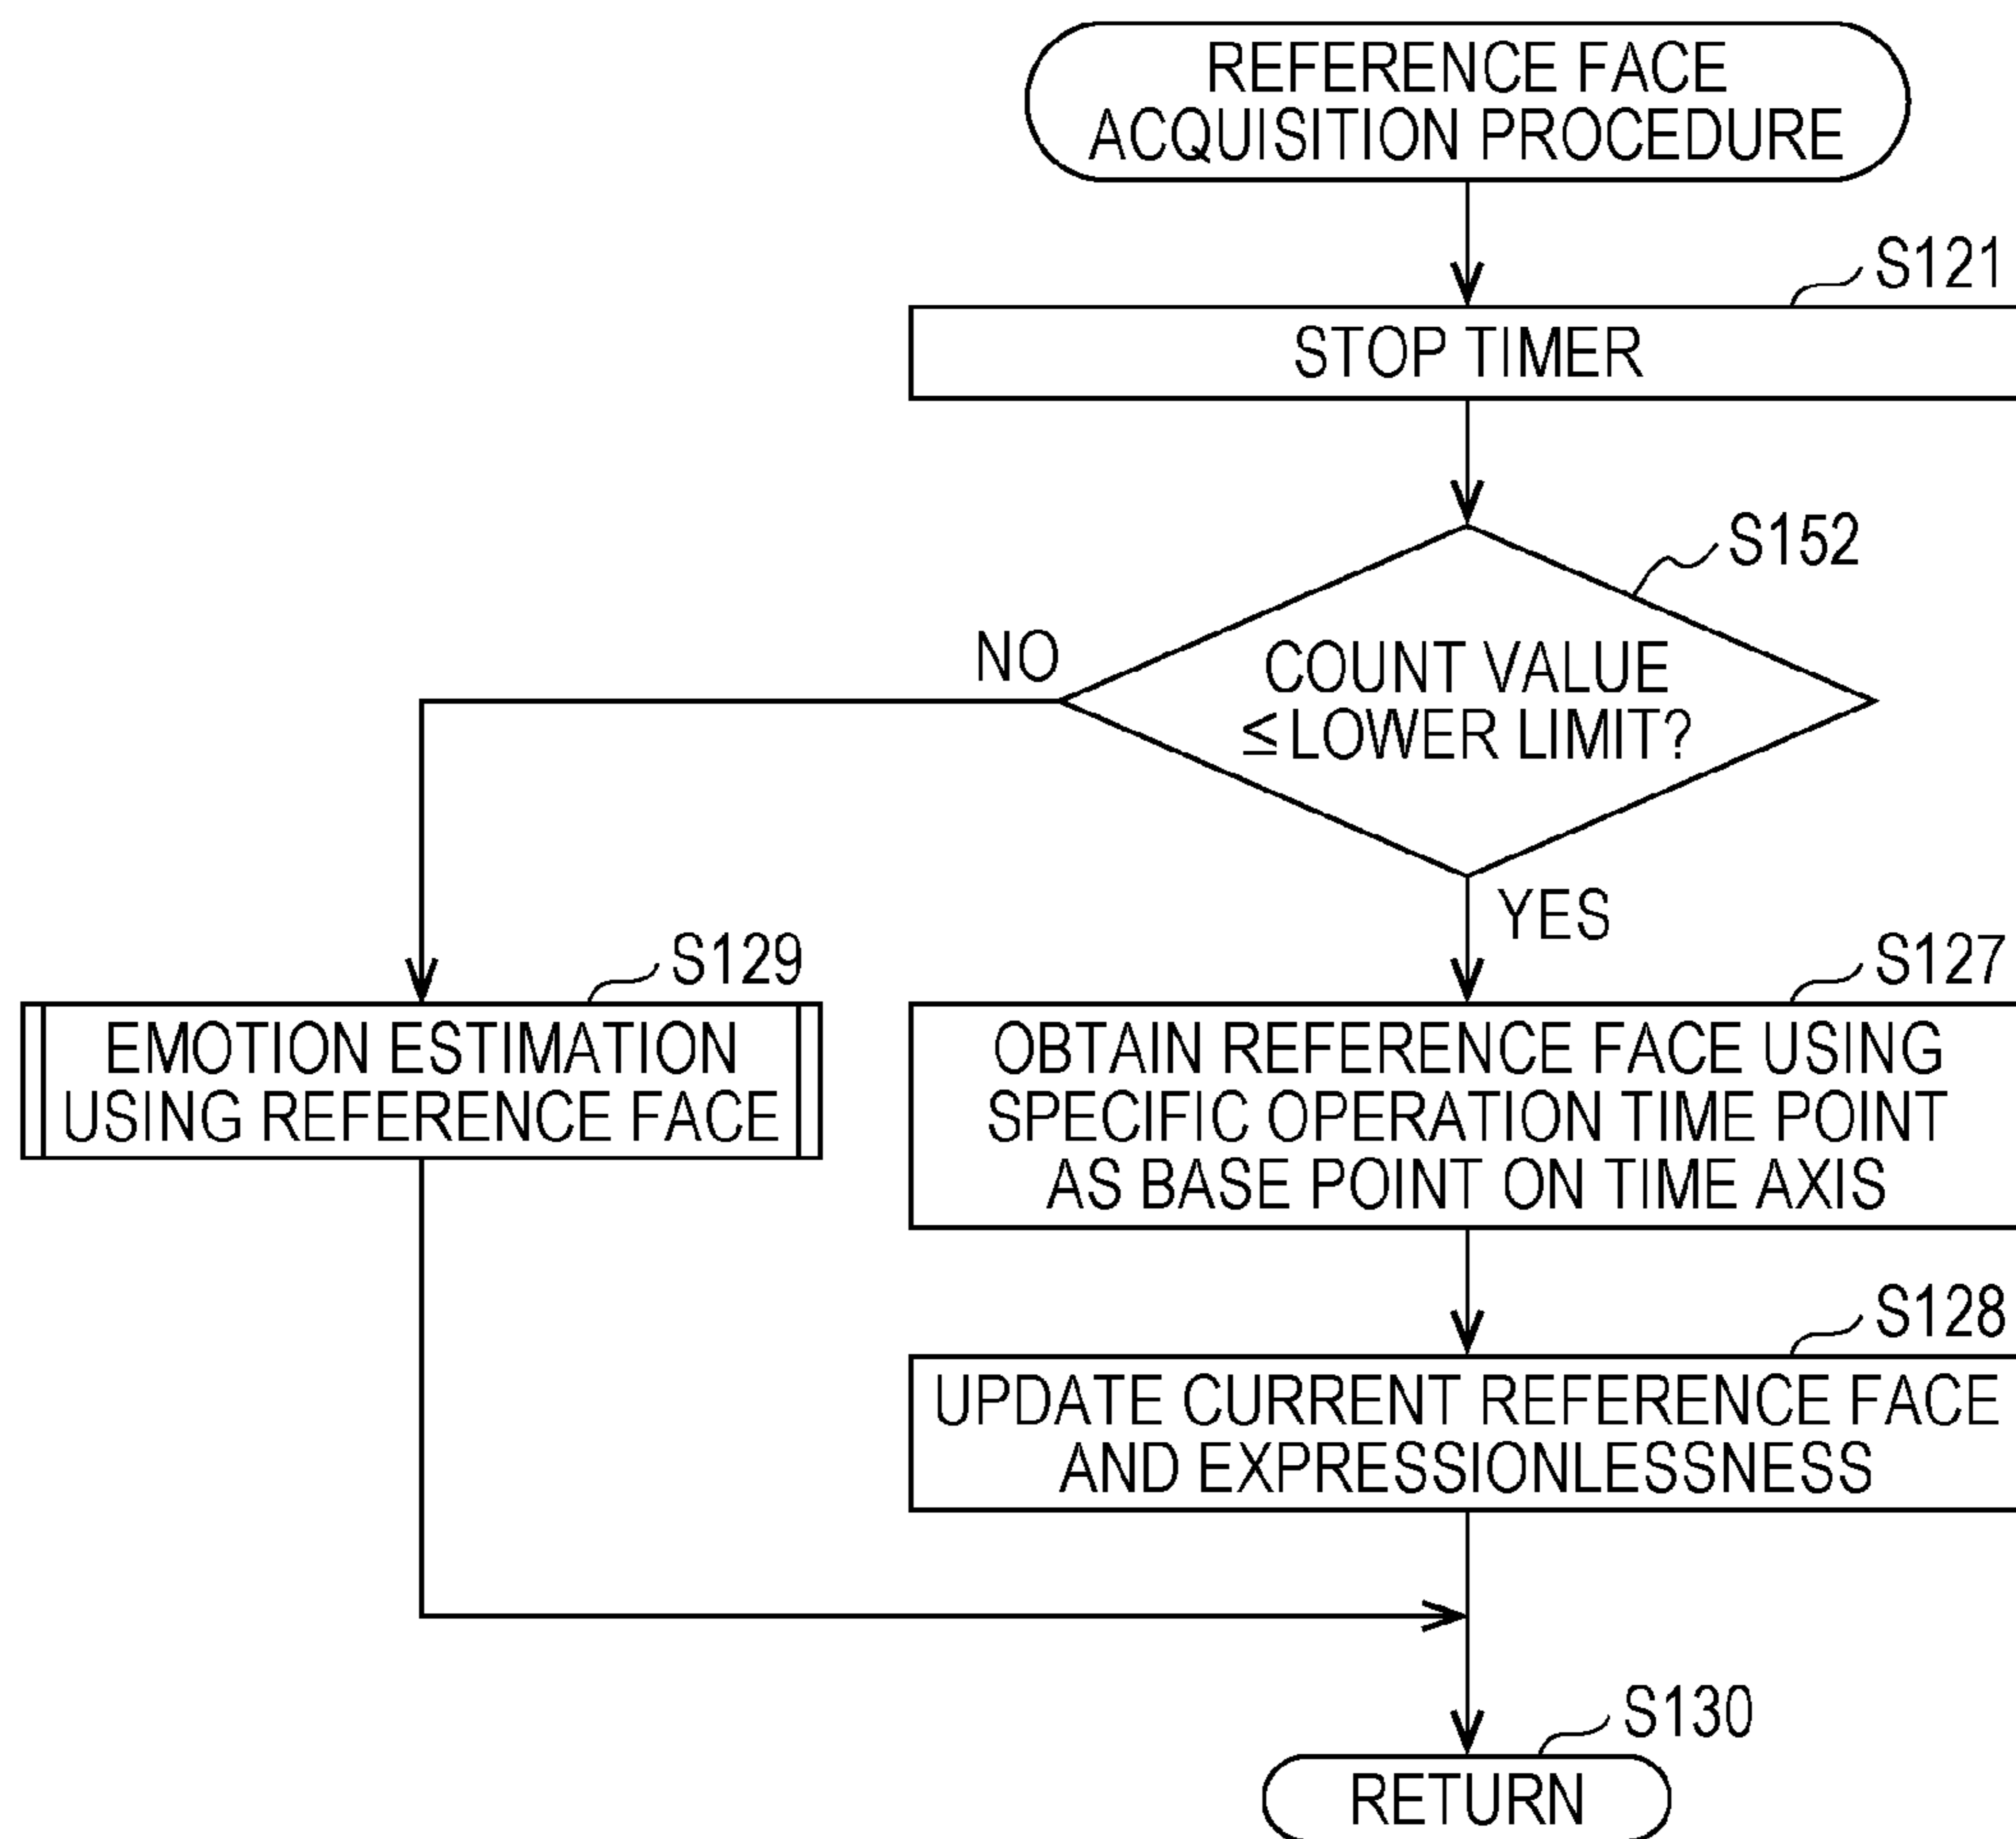 REFERENCE FACE
ACQUISITION PROCEDURE
S121
STOP TIMER
S152
COUNT VALUE
≤ LOWER LIMIT?
NO
YES
S129
EMOTION ESTIMATION
USING REFERENCE FACE
S127
OBTAIN REFERENCE FACE USING
SPECIFIC OPERATION TIME POINT
AS BASE POINT ON TIME AXIS
S128
UPDATE CURRENT REFERENCE FACE
AND EXPRESSIONLESSNESS
S130
RETURN